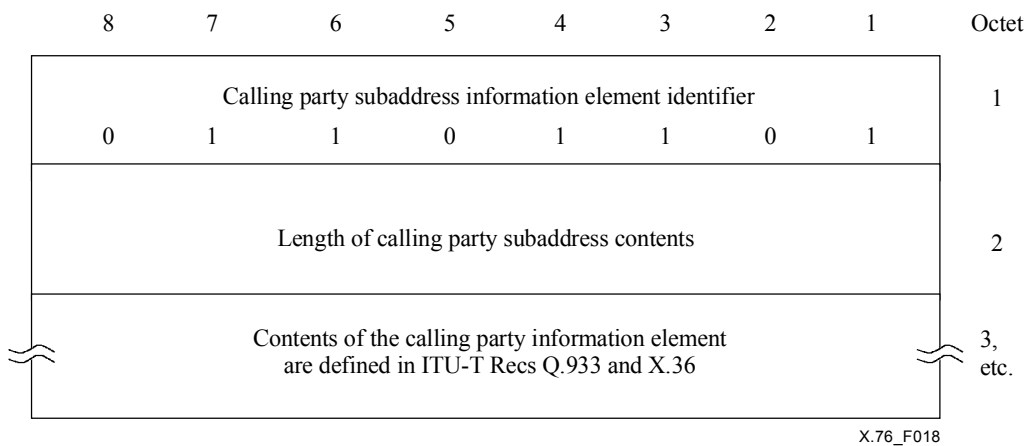 8 7 6 5 4 3 2 1 Octet
Calling party subaddress information element identifier
1
0 1 1 0 1 1 0 1
Length of calling party subaddress contents
2
Contents of the calling party information element
are defined in ITU-T Recs Q.933 and X.36
3,
etc.
X.76_F018